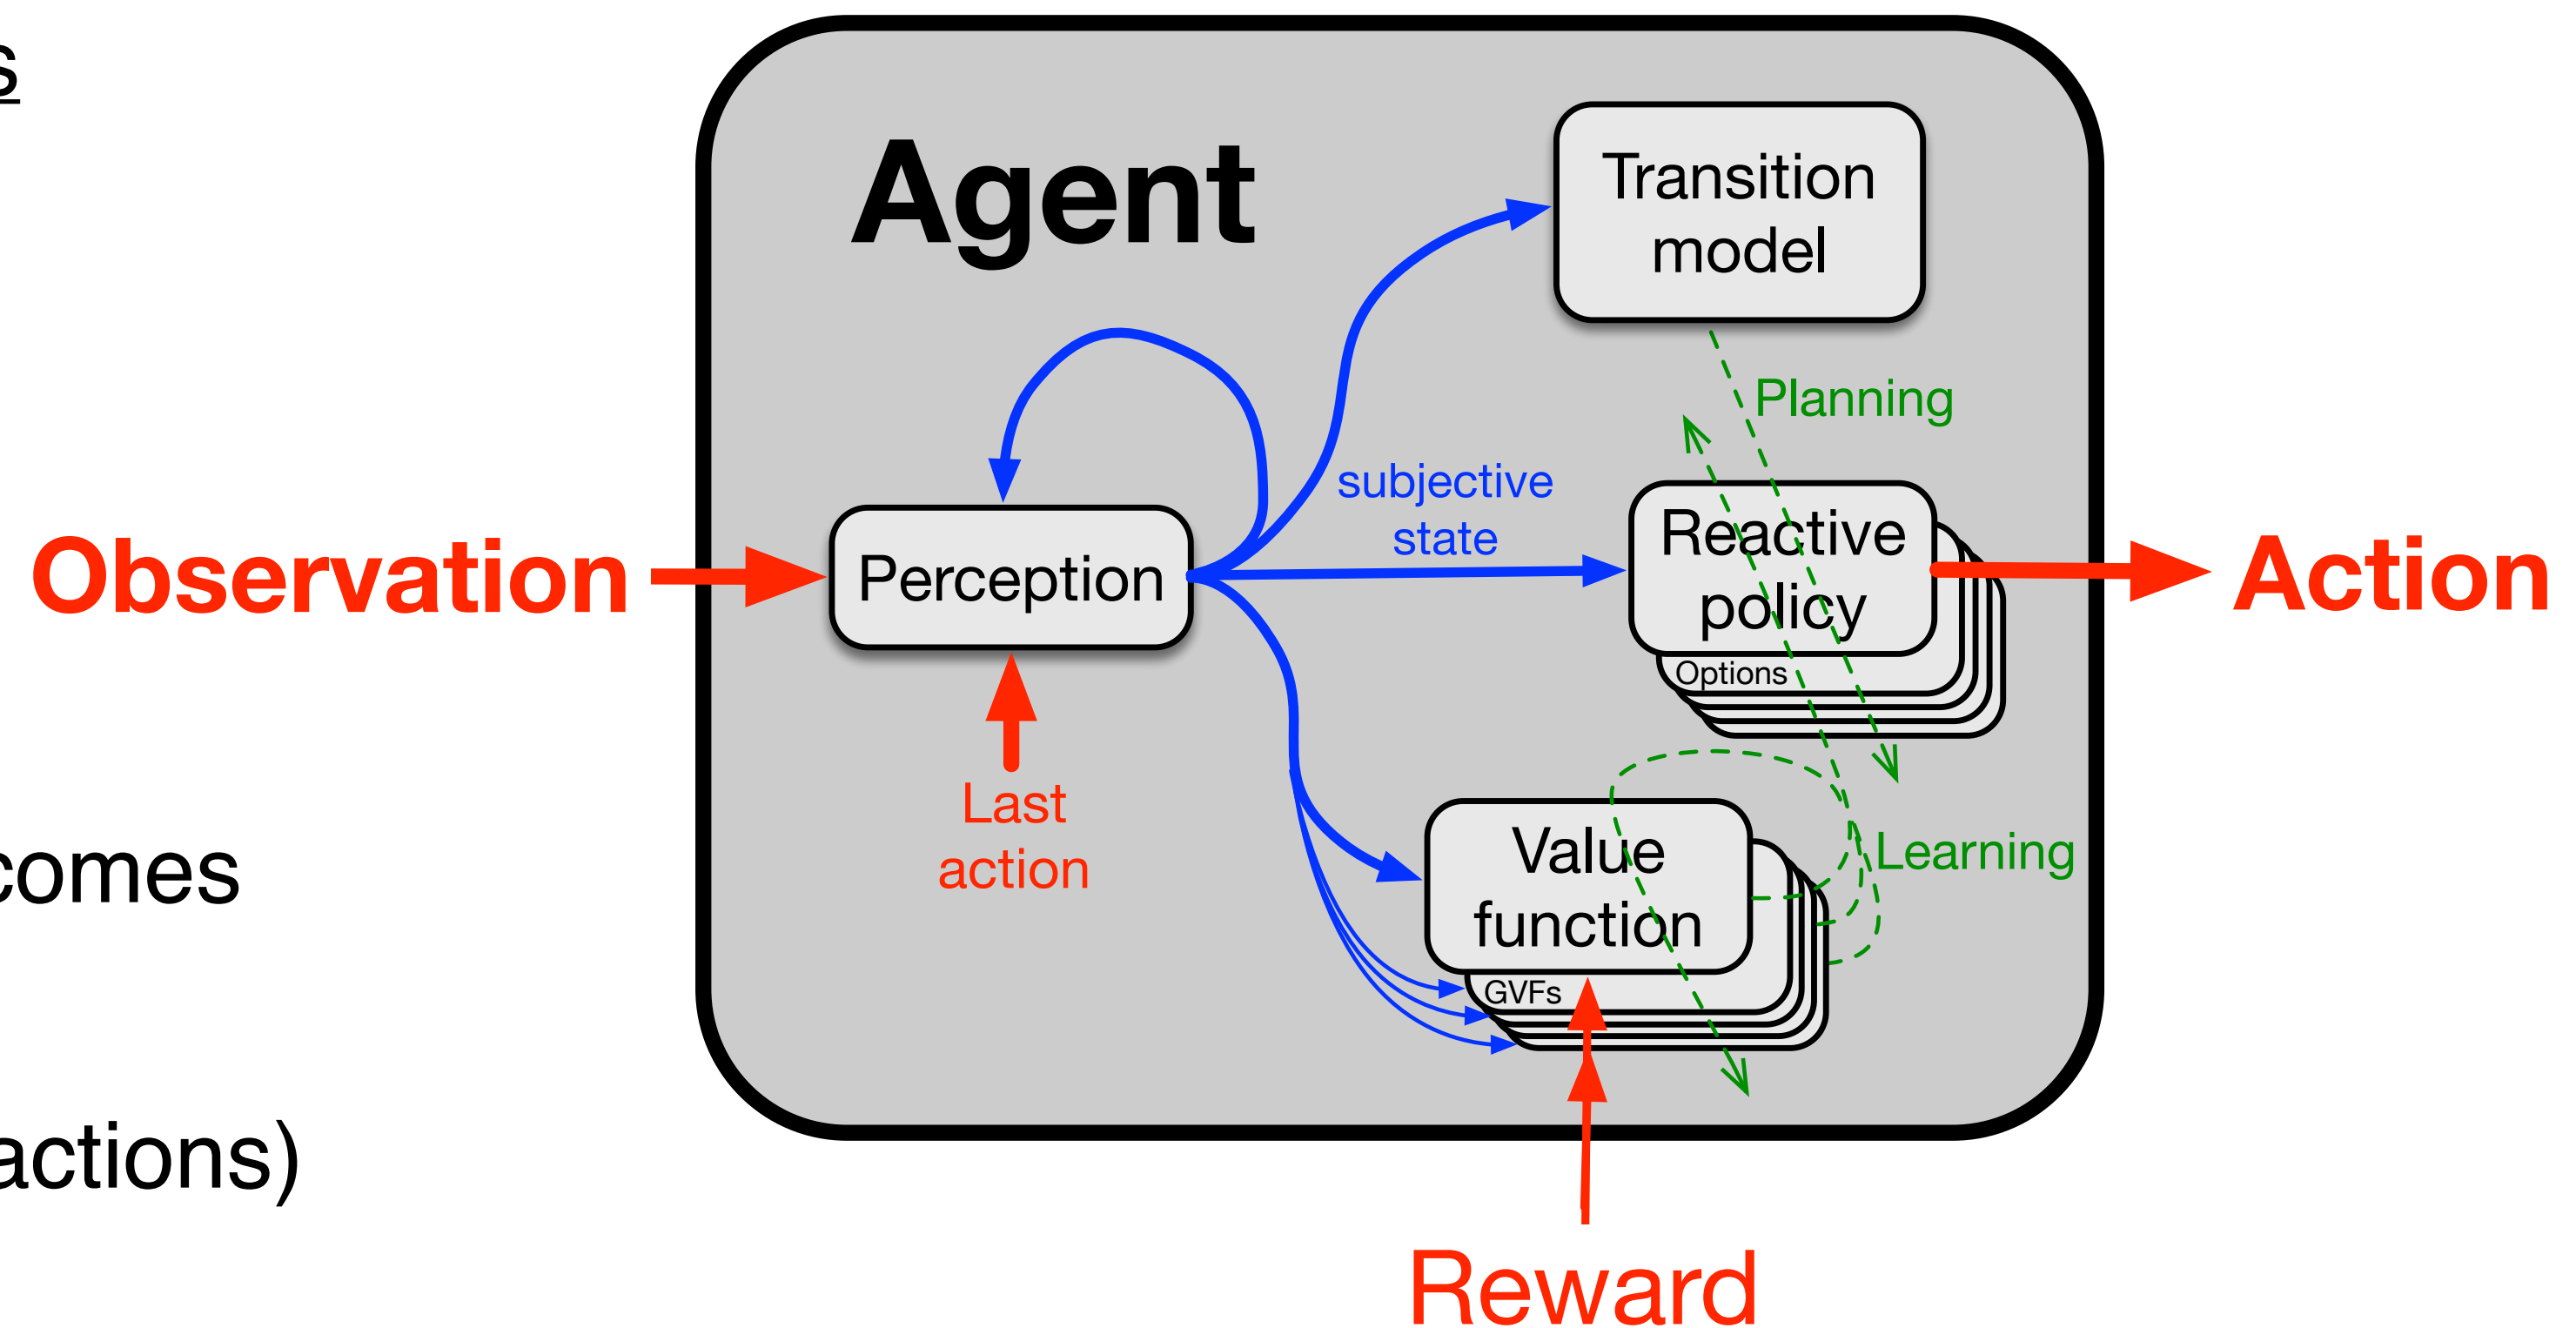 s
Agent
Transition
model
Planning
subjective
state
Observation
Perception
Reactive
policy
Action
Options
Last
action
Value
function
Learning
comes
GVFs
actions)
Reward